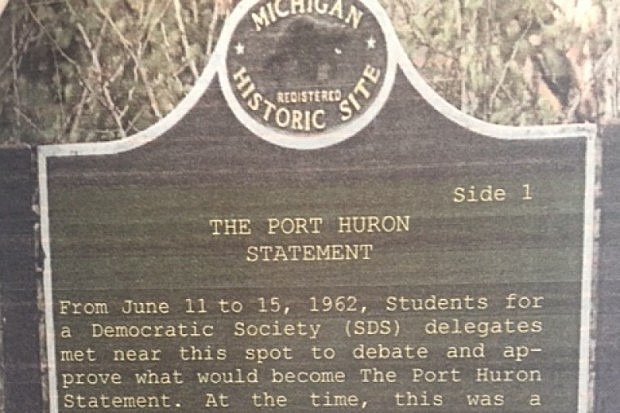 MICHIGAN
REGISTERED
HISTORIC SITE
Side 1
THE PORT HURON
STATEMENT
From June 11 to 15, 1962, Students for
a Democratic Society (SDS) delegates
met near this spot to debate and ap-
prove what would become The Port Huron
Statement. At the time, this was a